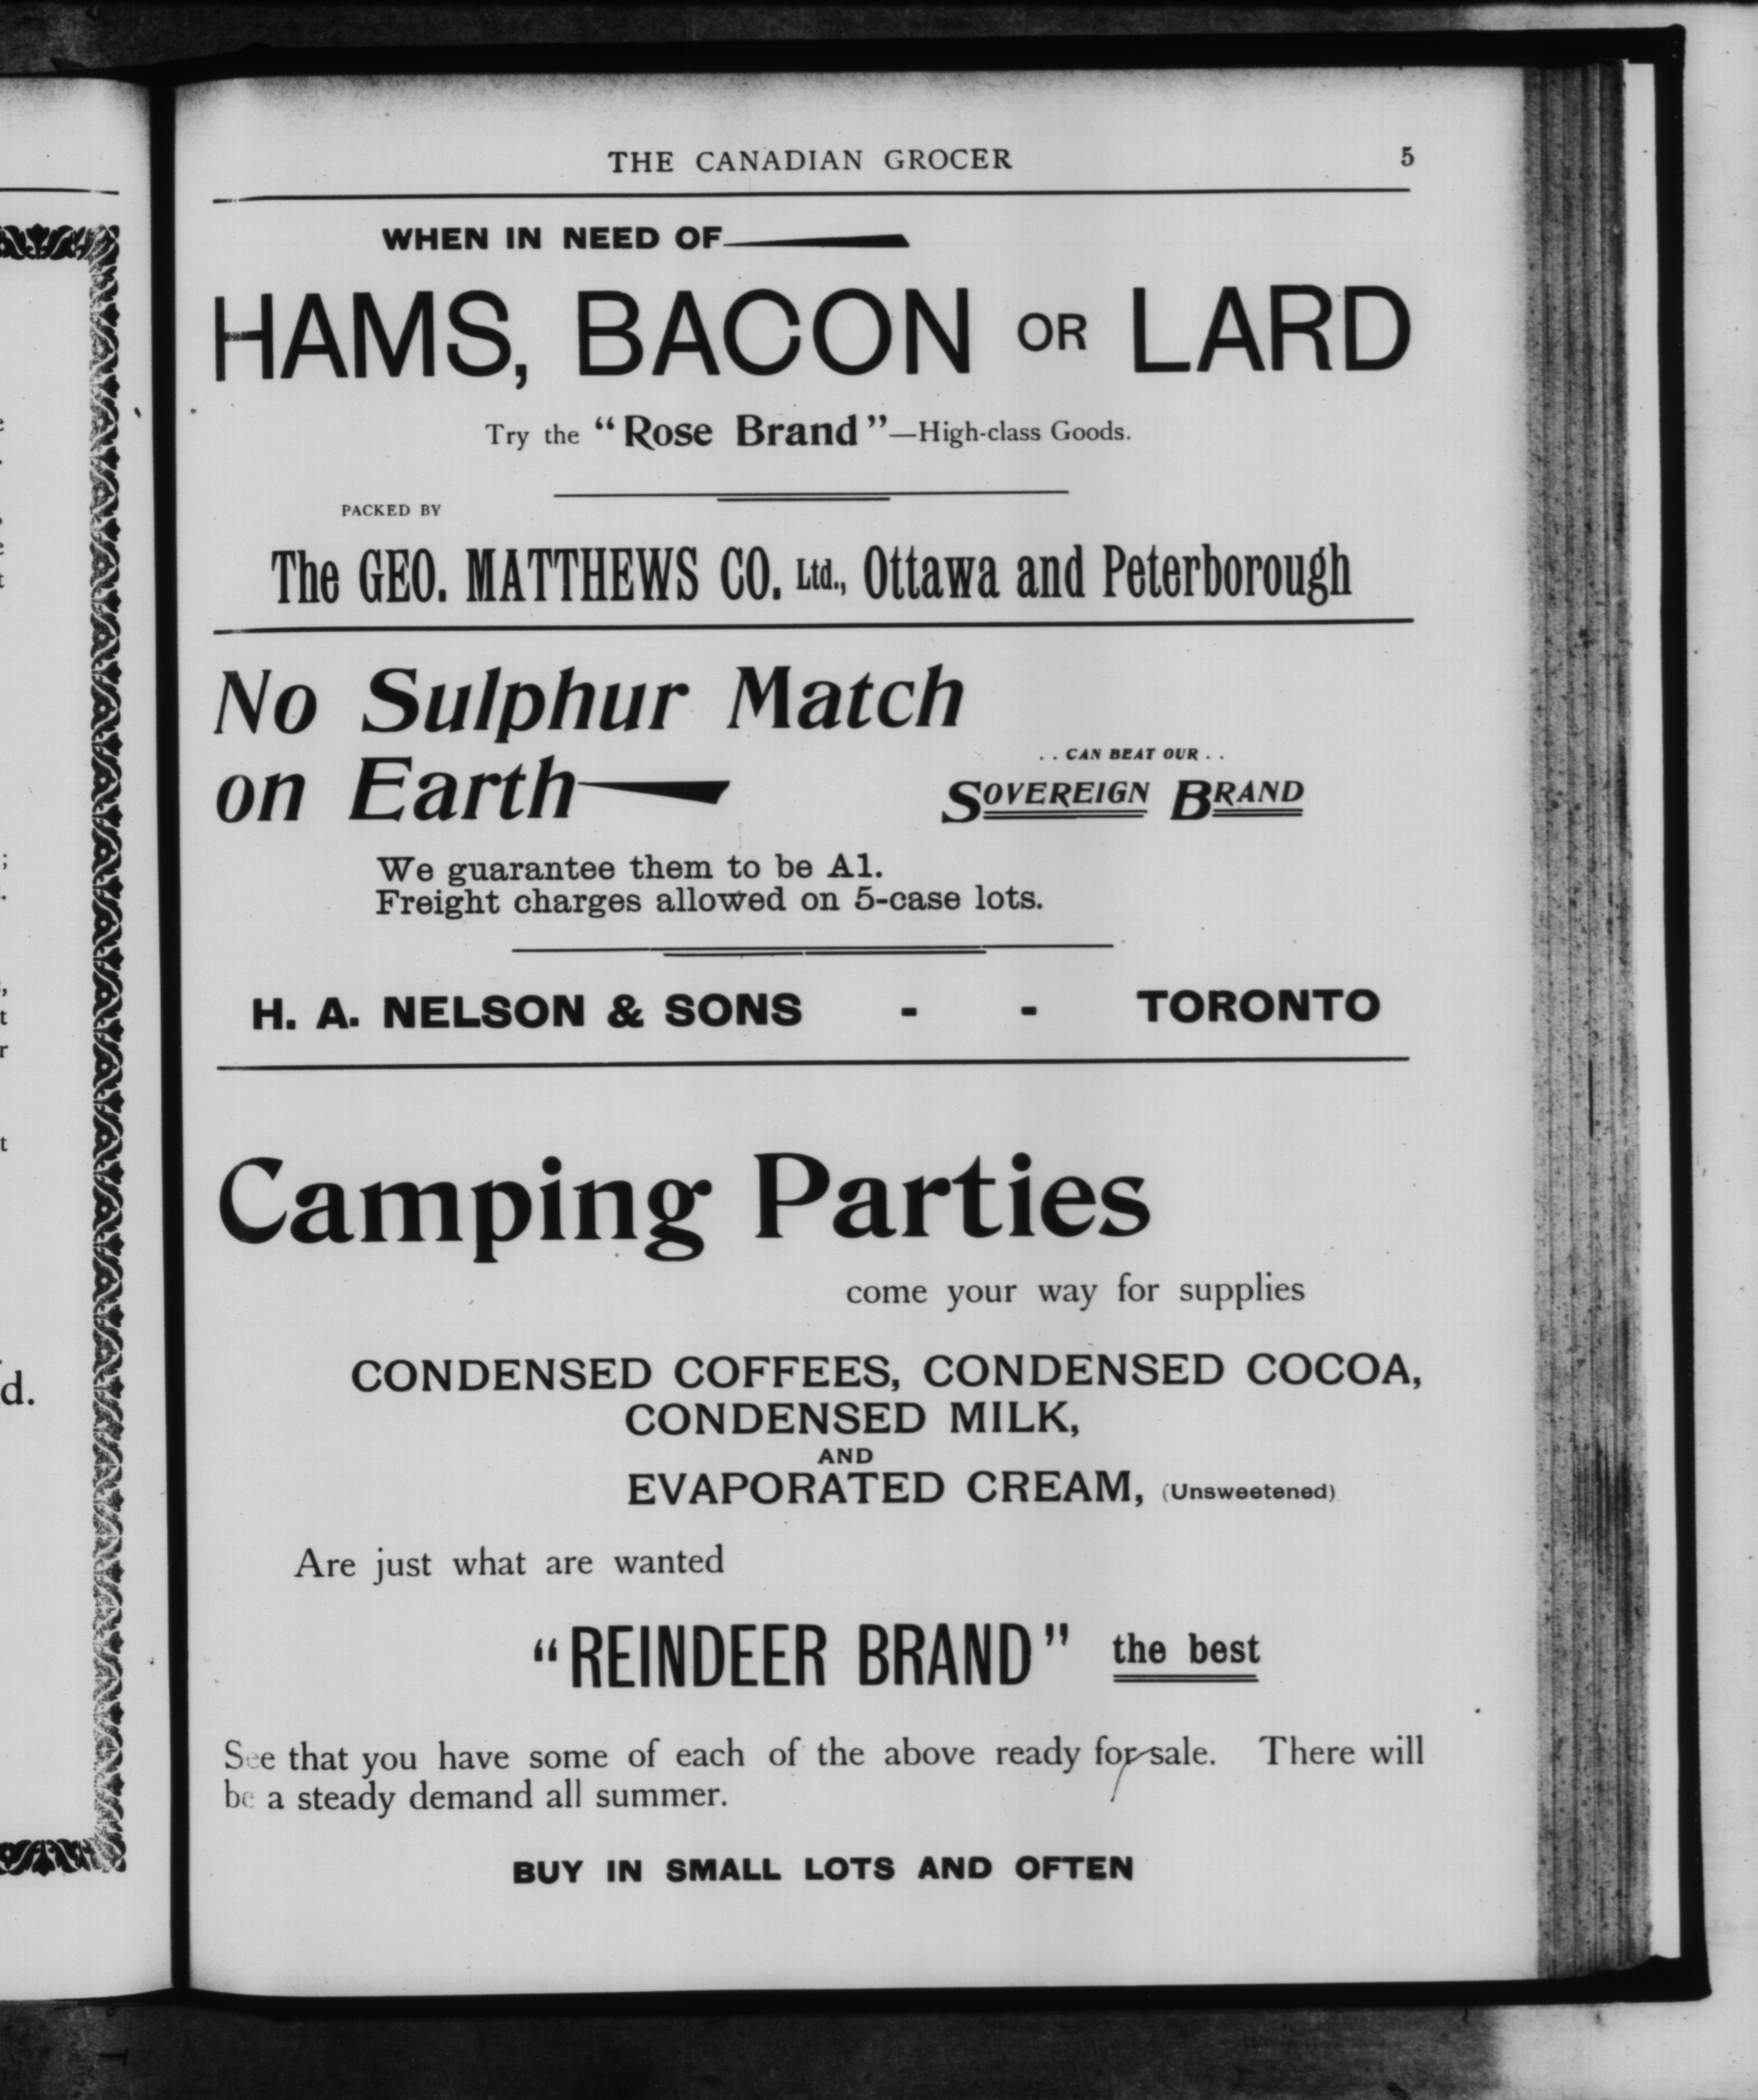 THE CANADIAN GROCER 5
WHEN IN NEED OF
HAMS, BACON OR LARD
Try the "Rose Brand"—High-class Goods.
PACKED BY
The GEO. MATTHEWS CO. Ltd., Ottawa and Peterborough
No Sulphur Match
on Earth—
. . CAN BEAT OUR . .
SOVEREIGN BRAND
We guarantee them to be A1.
Freight charges allowed on 5-case lots.
H. A. NELSON & SONS - - TORONTO
Camping Parties
come your way for supplies
CONDENSED COFFEES, CONDENSED COCOA,
CONDENSED MILK,
AND
EVAPORATED CREAM, (Unsweetened)
Are just what are wanted
"REINDEER BRAND" the best
See that you have some of each of the above ready for sale. There will
be a steady demand all summer.
BUY IN SMALL LOTS AND OFTEN